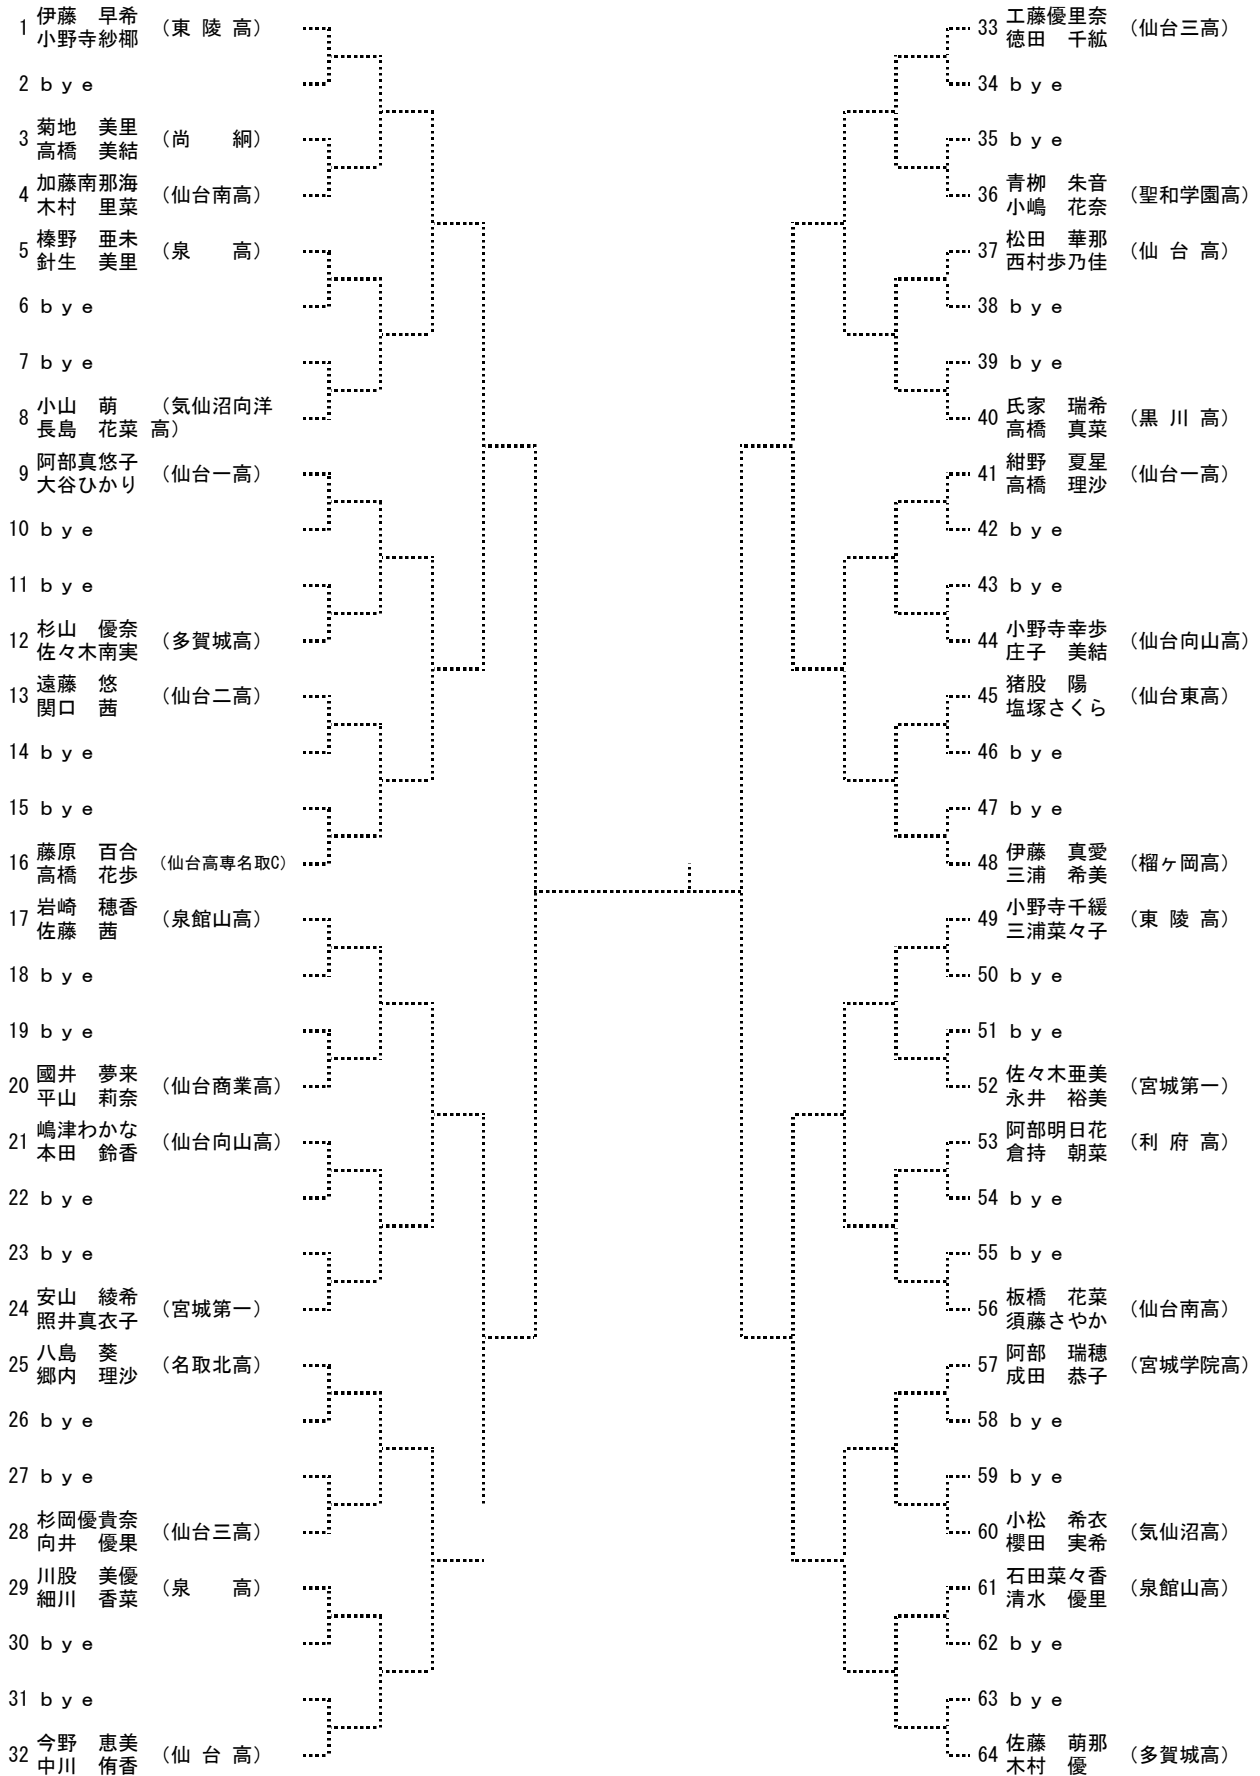 1 伊藤　早希 （東 陵 高）
小野寺紗椰
2 ｂｙｅ
3 菊地　美里 （尚　　絅）
高橋　美結
4 加藤南那海 （仙台南高）
木村　里菜
5 榛野　亜未 （泉　　高）
針生　美里
6 ｂｙｅ
7 ｂｙｅ
8 小山　萌 （気仙沼向洋
長島　花菜 高）
9 阿部真悠子 （仙台一高）
大谷ひかり
10 ｂｙｅ
11 ｂｙｅ
12 杉山　優奈 （多賀城高）
佐々木南実
13 遠藤　悠 （仙台二高）
関口　茜
14 ｂｙｅ
15 ｂｙｅ
16 藤原　百合 （仙台高専名取C）
高橋　花歩
17 岩崎　穂香 （泉館山高）
佐藤　茜
18 ｂｙｅ
19 ｂｙｅ
20 國井　夢来 （仙台商業高）
平山　莉奈
21 嶋津わかな （仙台向山高）
本田　鈴香
22 ｂｙｅ
23 ｂｙｅ
24 安山　綾希 （宮城第一）
照井真衣子
25 八島　葵 （名取北高）
郷内　理沙
26 ｂｙｅ
27 ｂｙｅ
28 杉岡優貴奈 （仙台三高）
向井　優果
29 川股　美優 （泉　　高）
細川　香菜
30 ｂｙｅ
31 ｂｙｅ
32 今野　恵美 （仙 台 高）
中川　侑香
33 工藤優里奈 （仙台三高）
徳田　千紘
34 ｂｙｅ
35 ｂｙｅ
36 青栁　朱音 （聖和学園高）
小嶋　花奈
37 松田　華那 （仙 台 高）
西村歩乃佳
38 ｂｙｅ
39 ｂｙｅ
40 氏家　瑞希 （黒 川 高）
高橋　真菜
41 紺野　夏星 （仙台一高）
高橋　理沙
42 ｂｙｅ
43 ｂｙｅ
44 小野寺幸歩 （仙台向山高）
庄子　美結
45 猪股　陽 （仙台東高）
塩塚さくら
46 ｂｙｅ
47 ｂｙｅ
48 伊藤　真愛 （榴ヶ岡高）
三浦　希美
49 小野寺千緩 （東 陵 高）
三浦菜々子
50 ｂｙｅ
51 ｂｙｅ
52 佐々木亜美 （宮城第一）
永井　裕美
53 阿部明日花 （利 府 高）
倉持　朝菜
54 ｂｙｅ
55 ｂｙｅ
56 板橋　花菜 （仙台南高）
須藤さやか
57 阿部　瑞穂 （宮城学院高）
成田　恭子
58 ｂｙｅ
59 ｂｙｅ
60 小松　希衣 （気仙沼高）
櫻田　実希
61 石田菜々香 （泉館山高）
清水　優里
62 ｂｙｅ
63 ｂｙｅ
64 佐藤　萌那 （多賀城高）
木村　優